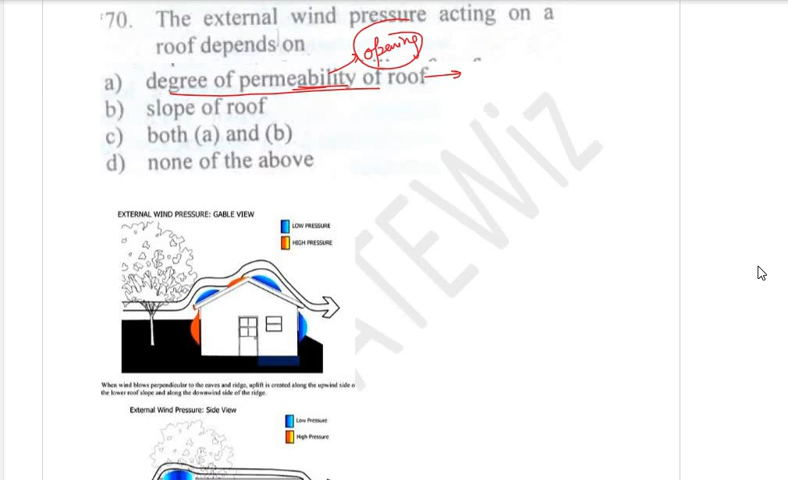 '70. The external wind pressure acting on a
roof depends on
opening
a) degree of permeability of roof
b) slope of roof
c) both (a) and (b)
d) none of the above
EXTERNAL WIND PRESSURE: GABLE VIEW
LOW PRESSURE
HIGH PRESSURE
When wind blows perpendicular to the eaves and ridge, uplift is created along the upwind side o
the lower roof slope and along the downwind side of the ridge.
External Wind Pressure: Side View
Low Pressure
High Pressure
ATEWiz